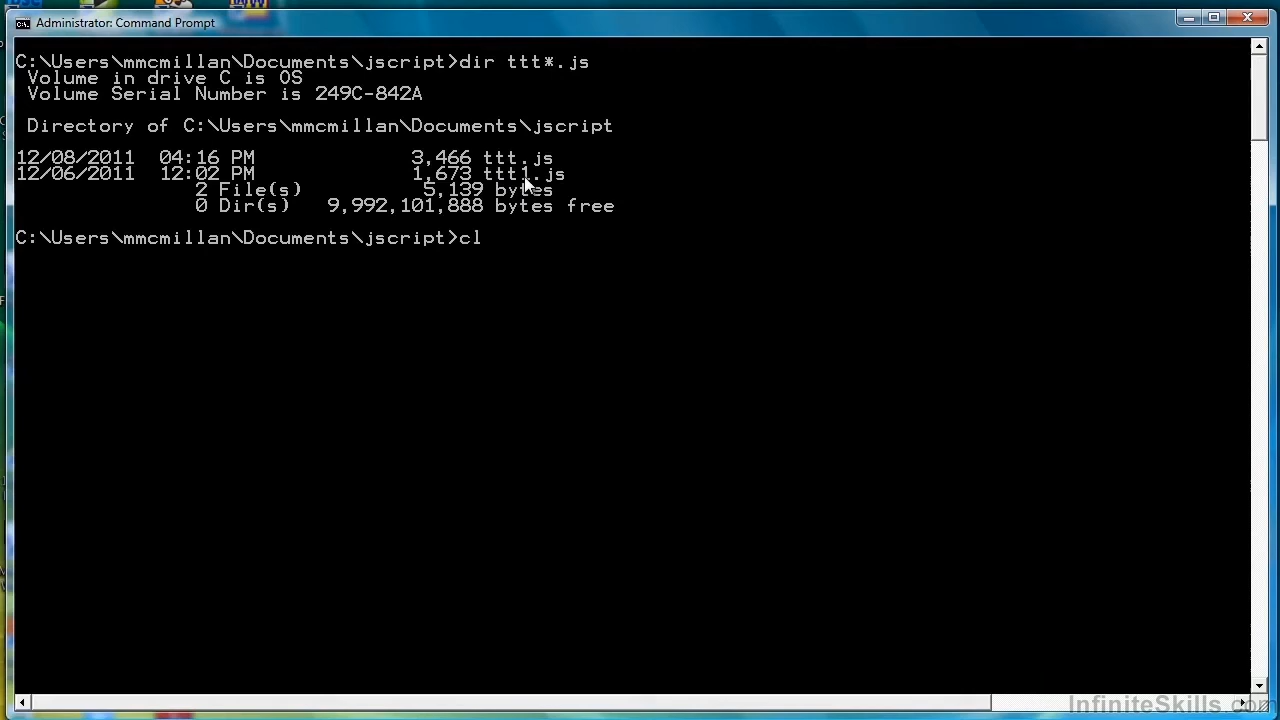 Administrator: Command Prompt
C:\Users\mmcmillan\Documents\jscript>dir ttt*.js
Volume in drive C is OS
Volume Serial Number is 249C-842A
Directory of C:\Users\mmcmillan\Documents\jscript
12/08/2011 04:16 PM 3,466 ttt.js
12/06/2011 12:02 PM 1,673 ttt1.js
2 File(s) 5,139 bytes
0 Dir(s) 9,992,101,888 bytes free
C:\Users\mmcmillan\Documents\jscript>cl
InfiniteSkills.com